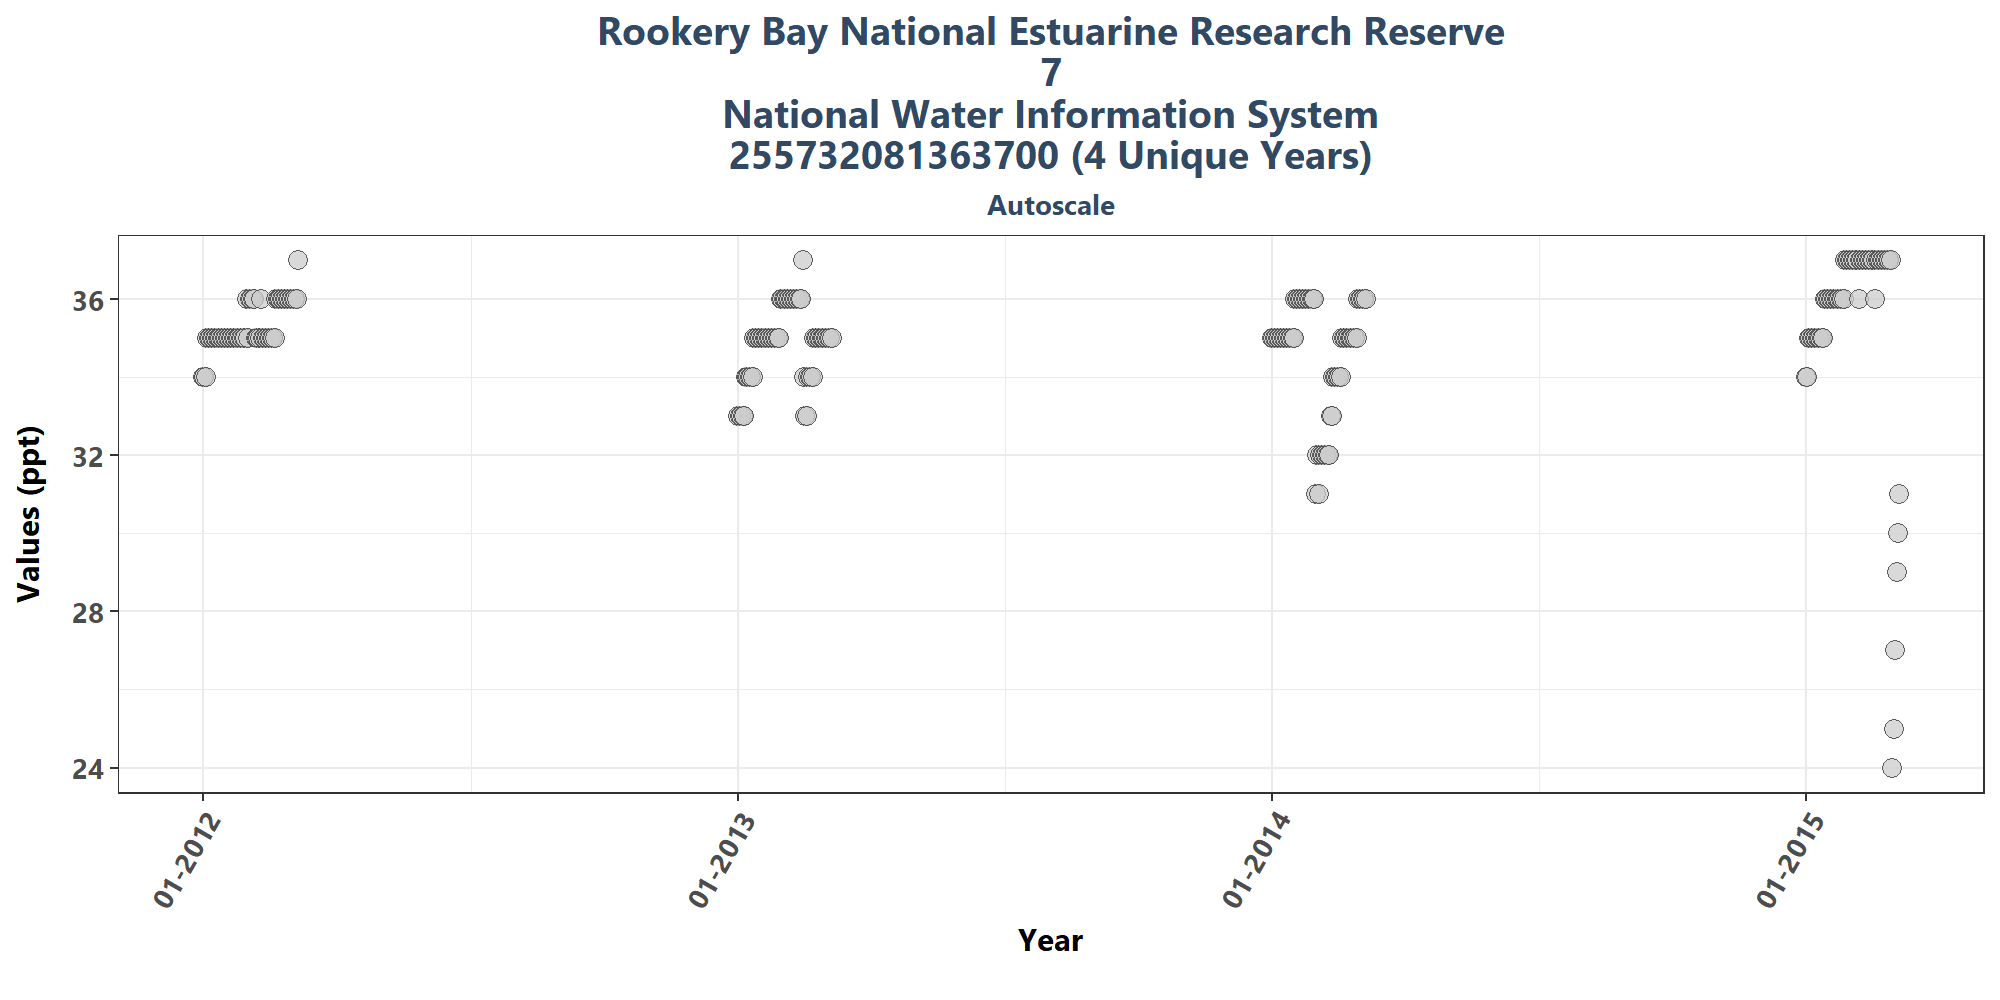 Rookery Bay National Estuarine Research Reserve
7
National Water Information System
255732081363700 (4 Unique Years)
Autoscale
Values (ppt)
36
32
28
24
01-2012
01-2013
01-2014
01-2015
Year